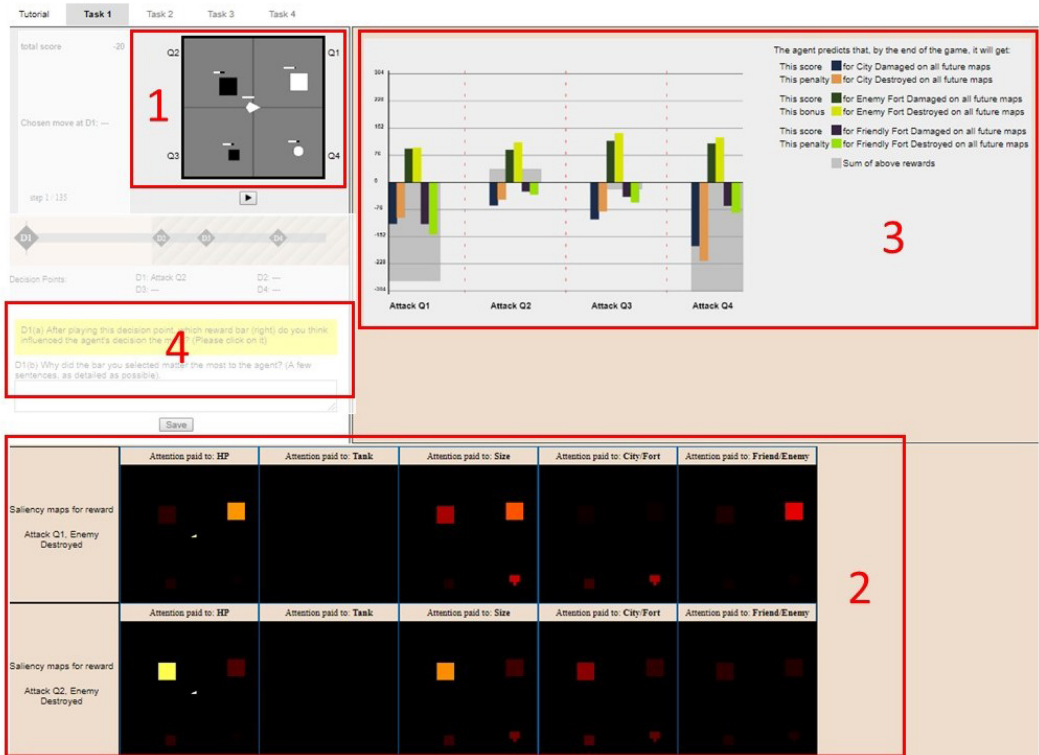 Tutorial Task 1 Task 2 Task 3 Task 4
total score -20
Chosen move at D1: ---
step 1 / 135
Q2 Q1
1
Q3 Q4
D1 D2 D3 D4
Decision Points: D1: Attack Q2 D2: ---
D3: --- D4: ---
D1(a) After playing this decision point, which reward bar (right) do you think
influenced the agent's decision the most? (Please click on it)
4
D1(b) Why did the bar you selected matter the most to the agent? (A few
sentences, as detailed as possible).
Save
304
228
152
76
0
-76
-152
-228
-304
Attack Q1 Attack Q2 Attack Q3 Attack Q4
The agent predicts that, by the end of the game, it will get:
This score for City Damaged on all future maps
This penalty for City Destroyed on all future maps
This score for Enemy Fort Damaged on all future maps
This bonus for Enemy Fort Destroyed on all future maps
This score for Friendly Fort Damaged on all future maps
This penalty for Friendly Fort Destroyed on all future maps
Sum of above rewards
3
Attention paid to: HP Attention paid to: Tank Attention paid to: Size Attention paid to: City/Fort Attention paid to: Friend/Enemy
Saliency maps for reward
Attack Q1, Enemy
Destroyed
2
Attention paid to: HP Attention paid to: Tank Attention paid to: Size Attention paid to: City/Fort Attention paid to: Friend/Enemy
Saliency maps for reward
Attack Q2, Enemy
Destroyed